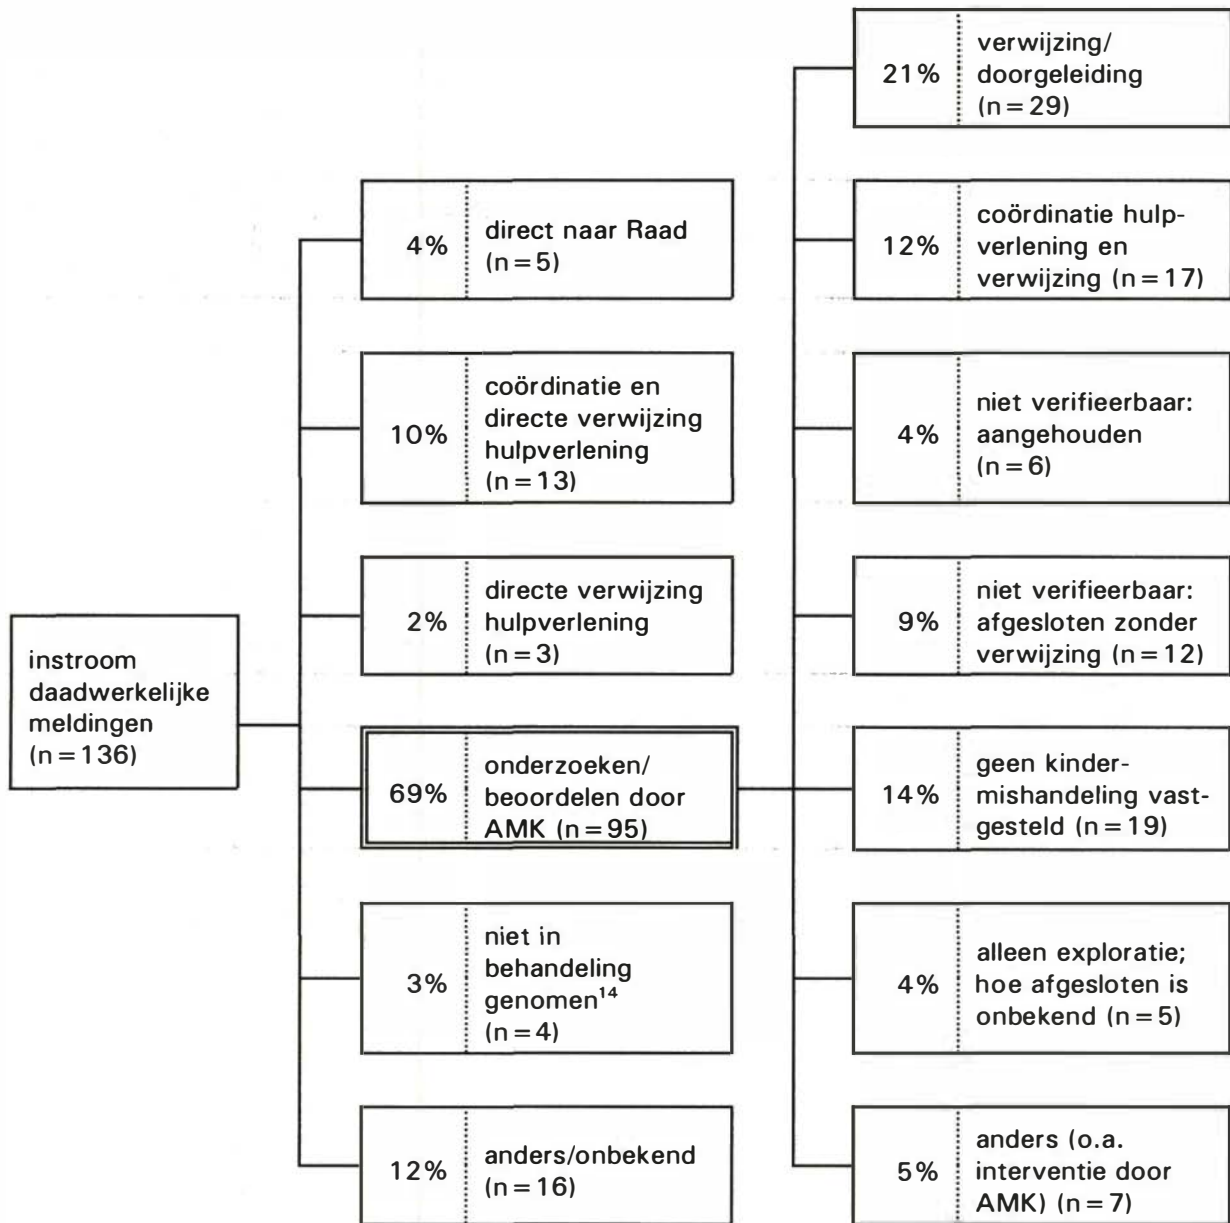 instroom
daadwerkelijke
meldingen
(n=136)
4%
direct naar Raad
(n=5)
10%
coördinatie en
directe verwijzing
hulpverlening
(n=13)
2%
directe verwijzing
hulpverlening
(n=3)
69%
onderzoeken/
beoordelen door
AMK (n=95)
3%
niet in
behandeling
genomen¹⁴
(n=4)
12%
anders/onbekend
(n=16)
21%
verwijzing/
doorgeleiding
(n=29)
12%
coördinatie hulp-
verlening en
verwijzing (n=17)
4%
niet verifieerbaar:
aangehouden
(n=6)
9%
niet verifieerbaar:
afgesloten zonder
verwijzing (n=12)
14%
geen kinder-
mishandeling vast-
gesteld (n=19)
4%
alleen exploratie;
hoe afgesloten is
onbekend (n=5)
5%
anders (o.a.
interventie door
AMK) (n=7)